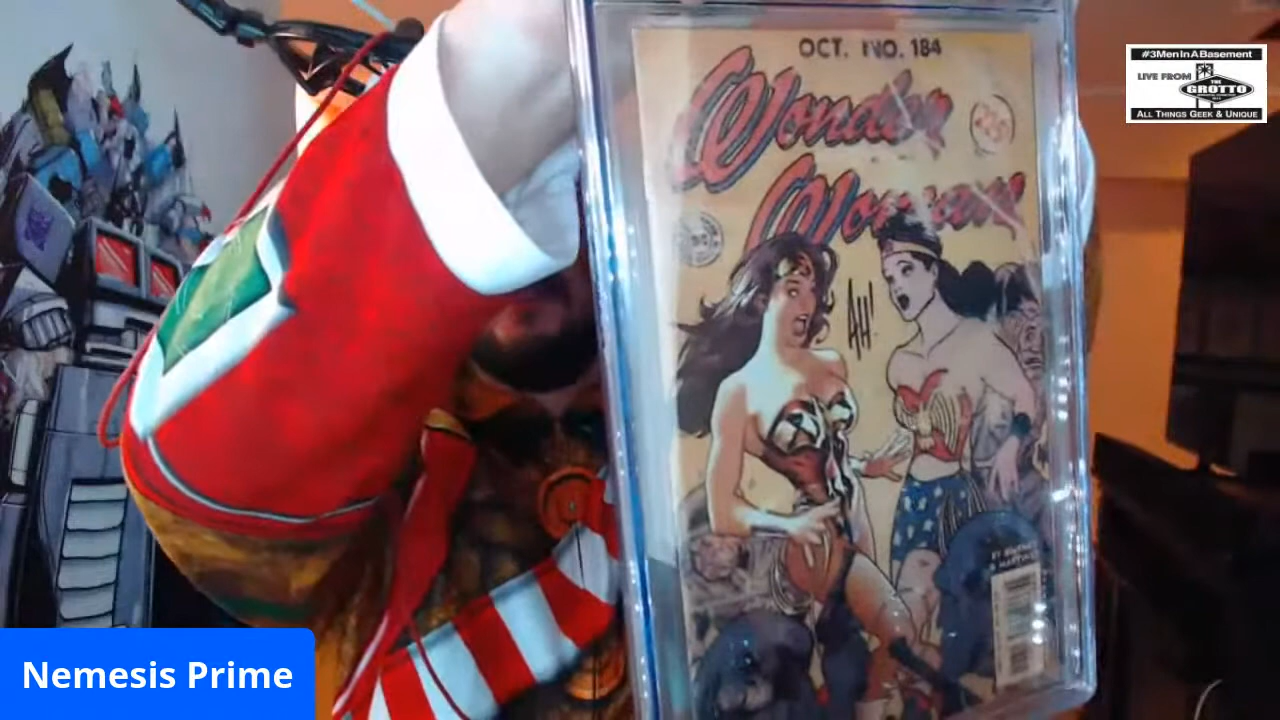 OCT. NO. 184
Wonder
Woman
AH!
#3MenInABasement
LIVE FROM
THE
GROTTO
ALL THINGS GEEK & UNIQUE
Nemesis Prime